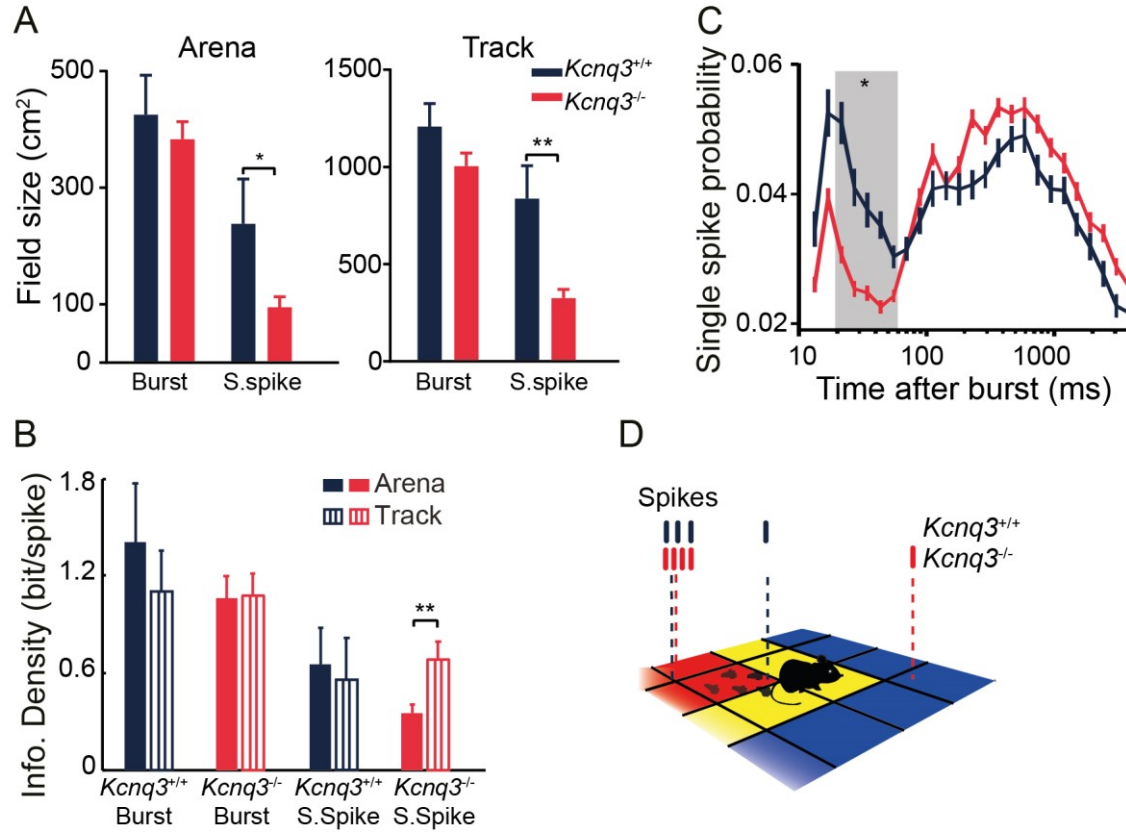 A
Arena
Track
Kcnq3+/+
Kcnq3-/-
Field size (cm²)
500
300
100
0
*
Burst
S.spike
1500
1000
500
0
**
Burst
S.spike
C
Single spike probability
0.06
0.04
0.02
*
10
100
1000
Time after burst (ms)
B
Info. Density (bit/spike)
1.8
1.2
0.6
0
Arena
Track
**
Kcnq3+/+
Burst
Kcnq3-/-
Burst
Kcnq3+/+
S.Spike
Kcnq3-/-
S.Spike
D
Spikes
Kcnq3+/+
Kcnq3-/-